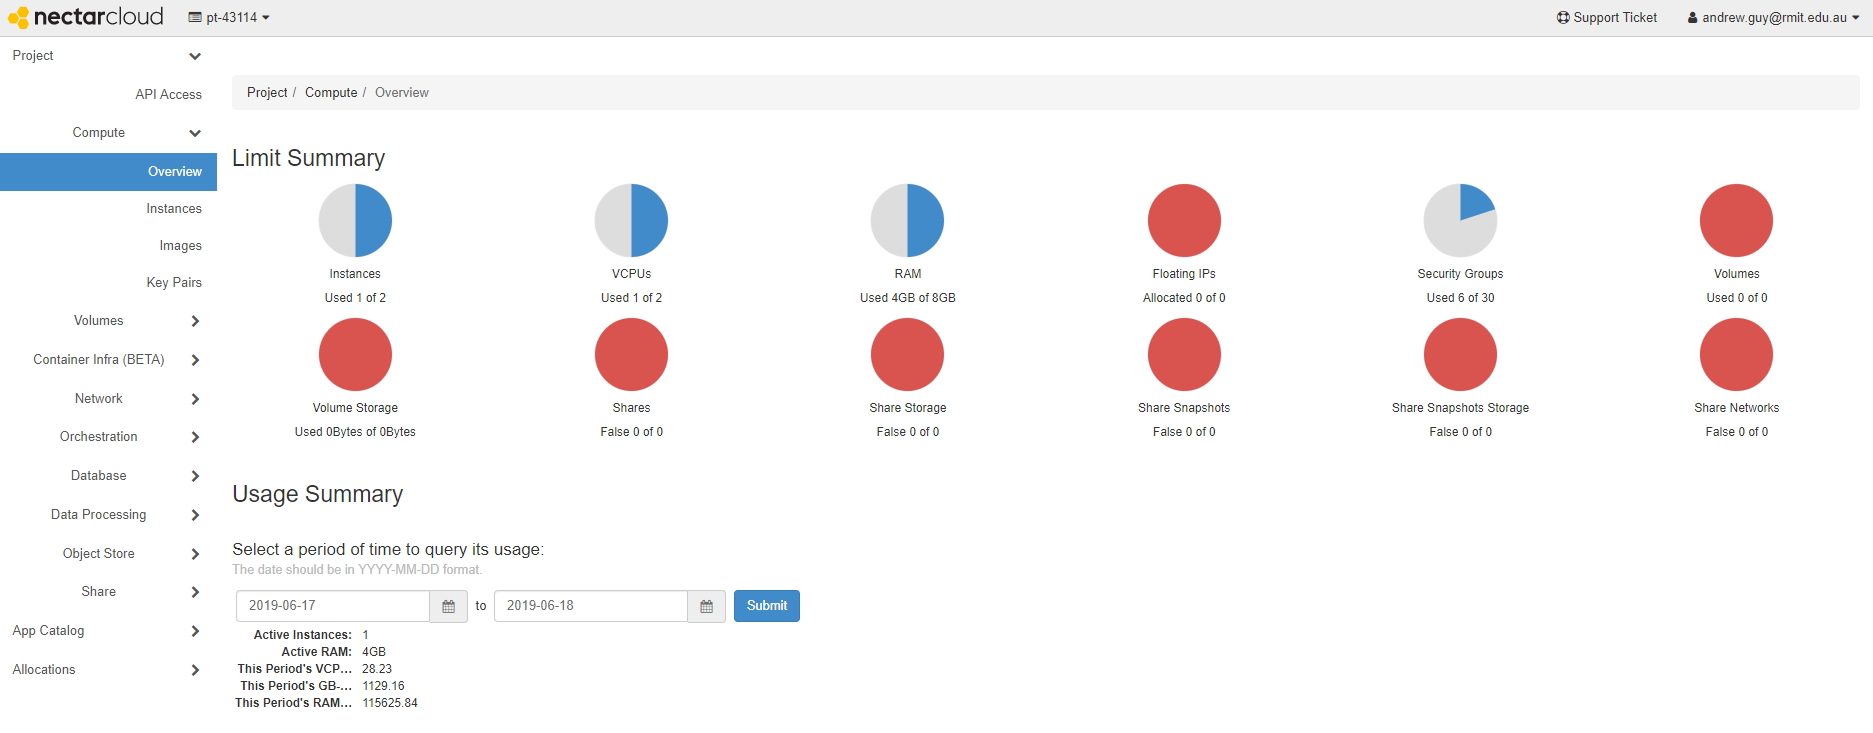 nectarcloud pt-43114 Support Ticket andrew.guy@rmit.edu.au
Project
API Access
Compute
Overview
Instances
Images
Key Pairs
Volumes
Container Infra (BETA)
Network
Orchestration
Database
Data Processing
Object Store
Share
App Catalog
Allocations
Project / Compute / Overview
Limit Summary
Instances VCPUs RAM Floating IPs Security Groups Volumes
Used 1 of 2 Used 1 of 2 Used 4GB of 8GB Allocated 0 of 0 Used 6 of 30 Used 0 of 0
Volume Storage Shares Share Storage Share Snapshots Share Snapshots Storage Share Networks
Used 0Bytes of 0Bytes False 0 of 0 False 0 of 0 False 0 of 0 False 0 of 0 False 0 of 0
Usage Summary
Select a period of time to query its usage:
The date should be in YYYY-MM-DD format.
2019-06-17 to 2019-06-18 Submit
Active Instances: 1
Active RAM: 4GB
This Period's VCP... 28.23
This Period's GB-... 1129.16
This Period's RAM... 115625.84